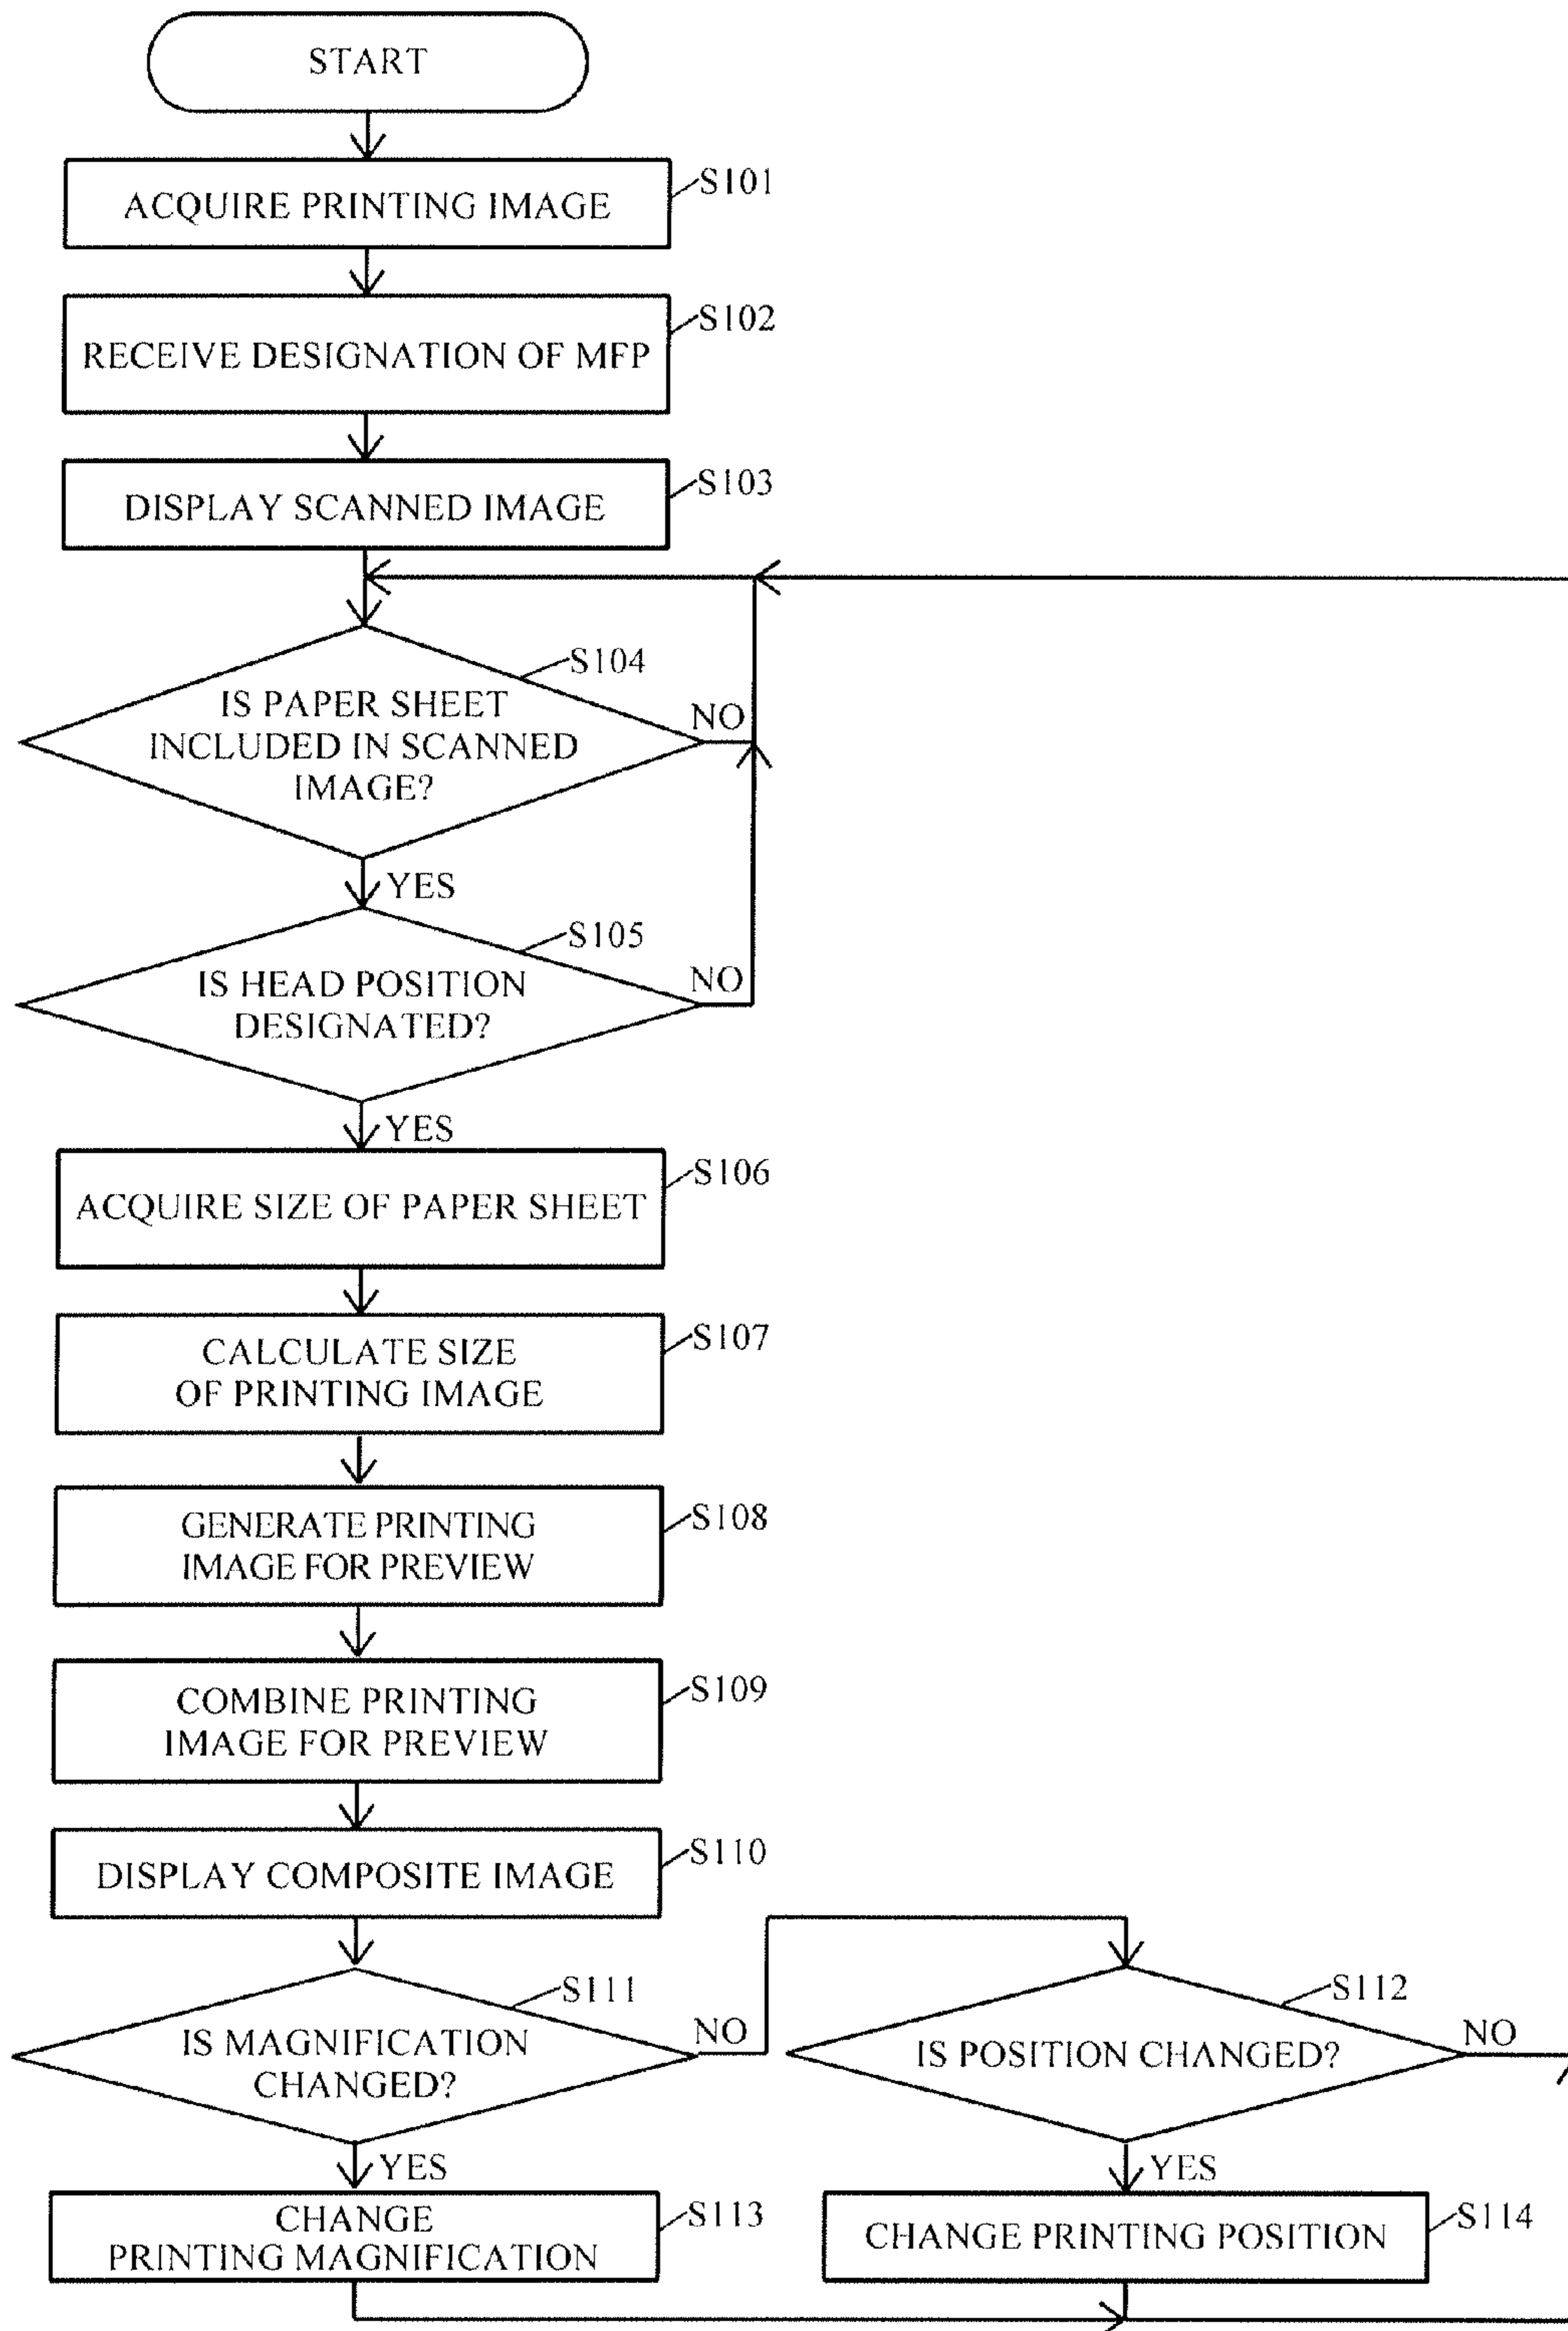 START
ACQUIRE PRINTING IMAGE
S101
RECEIVE DESIGNATION OF MFP
S102
DISPLAY SCANNED IMAGE
S103
S104
IS PAPER SHEET
INCLUDED IN SCANNED
IMAGE?
NO
YES
S105
IS HEAD POSITION
DESIGNATED?
NO
YES
S106
ACQUIRE SIZE OF PAPER SHEET
S107
CALCULATE SIZE
OF PRINTING IMAGE
S108
GENERATE PRINTING
IMAGE FOR PREVIEW
S109
COMBINE PRINTING
IMAGE FOR PREVIEW
S110
DISPLAY COMPOSITE IMAGE
S111
IS MAGNIFICATION
CHANGED?
NO
YES
S112
IS POSITION CHANGED?
NO
YES
S113
CHANGE
PRINTING MAGNIFICATION
S114
CHANGE PRINTING POSITION